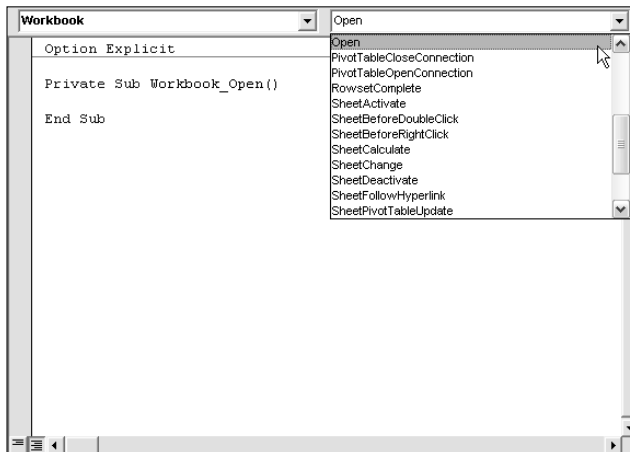 Workbook
Open
Option Explicit
Private Sub Workbook_Open()
End Sub
Open
PivotTableCloseConnection
PivotTableOpenConnection
RowsetComplete
SheetActivate
SheetBeforeDoubleClick
SheetBeforeRightClick
SheetCalculate
SheetChange
SheetDeactivate
SheetFollowHyperlink
SheetPivotTableUpdate